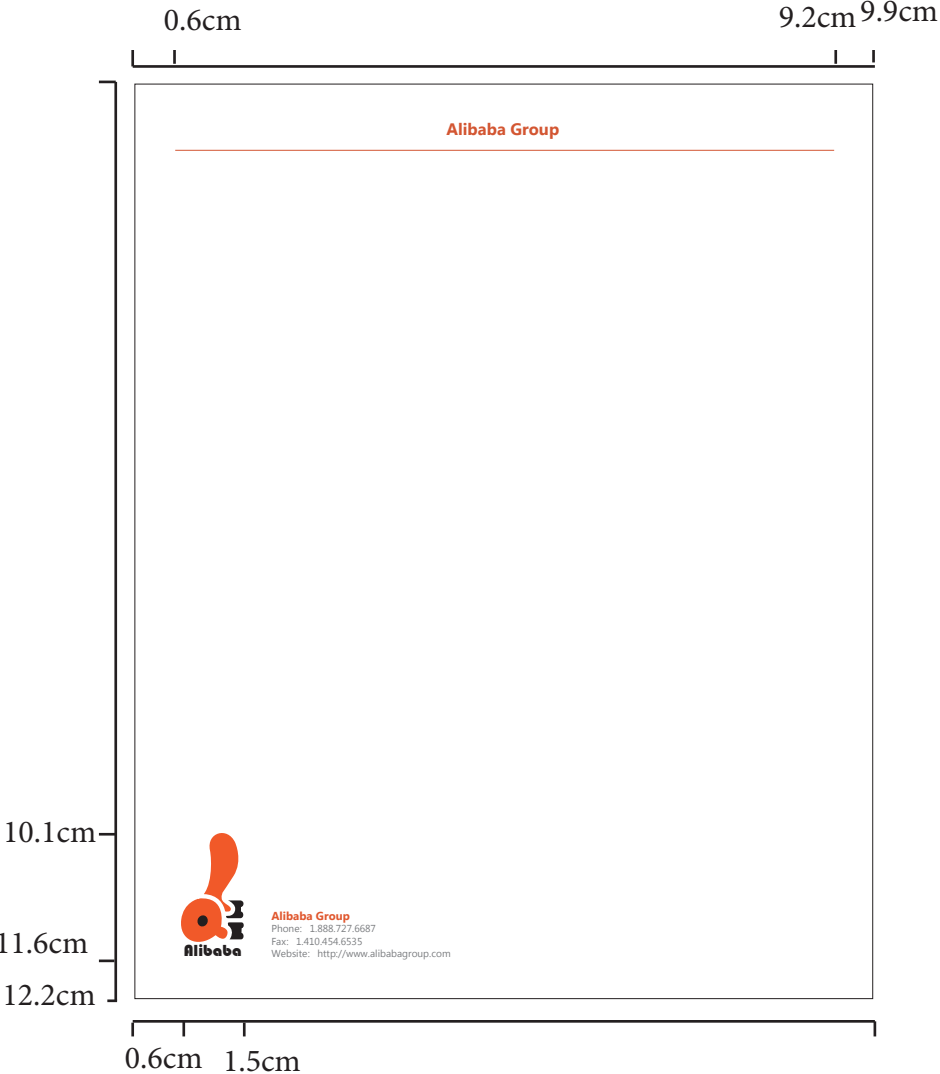 0.6cm 9.2cm 9.9cm
Alibaba Group
10.1cm
11.6cm
12.2cm
Alibaba
Alibaba Group
Phone: 1.888.727.6687
Fax: 1.410.454.6535
Website: http://www.alibabagroup.com
0.6cm 1.5cm